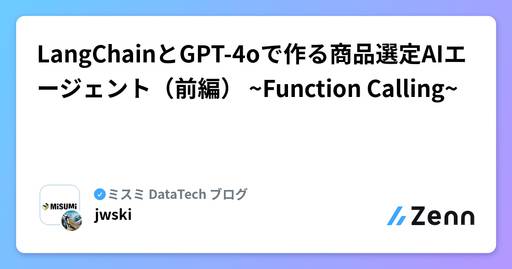 LangChainとGPT-4oで作る商品選定AIエ
ージェント（前編） ~Function Calling~
ミスミ DataTech ブログ
MiSUMi
jwski
Zenn